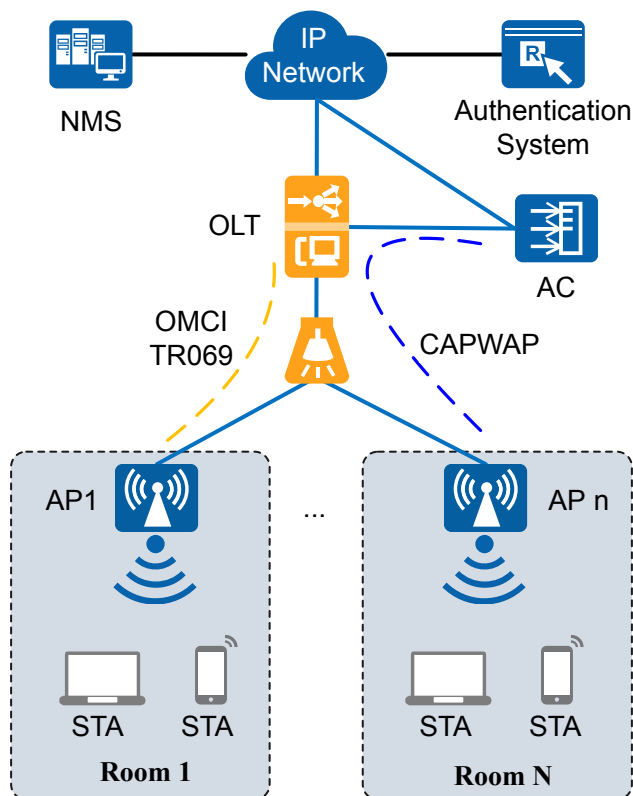 IP
Network
NMS
R
Authentication
System
OLT
AC
OMCI
TR069
CAPWAP
AP1
...
AP n
STA
STA
STA
STA
Room 1
Room N